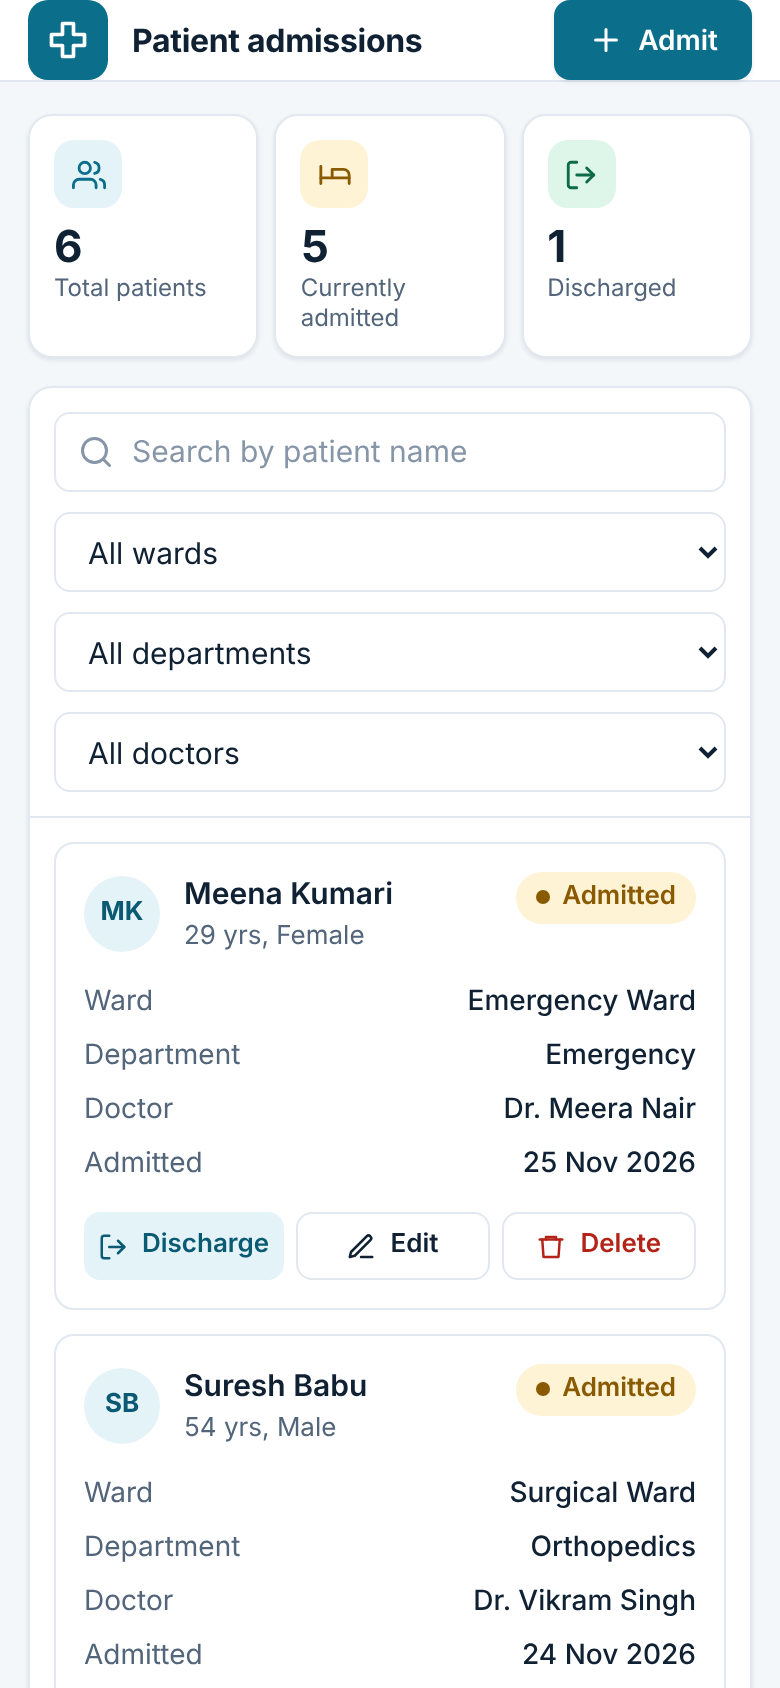 Patient admissions
Admit
6
Total patients
5
Currently
admitted
1
Discharged
Search by patient name
All wards
All departments
All doctors
MK
Meena Kumari
29 yrs, Female
Admitted
Ward
Emergency Ward
Department
Emergency
Doctor
Dr. Meera Nair
Admitted
25 Nov 2026
Discharge
Edit
Delete
SB
Suresh Babu
54 yrs, Male
Admitted
Ward
Surgical Ward
Department
Orthopedics
Doctor
Dr. Vikram Singh
Admitted
24 Nov 2026